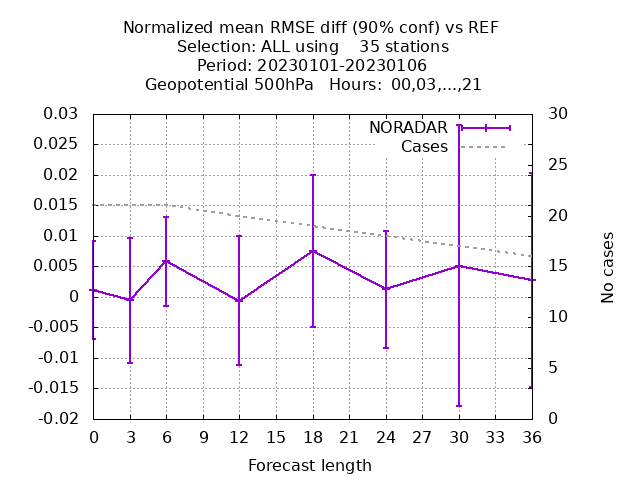 Normalized mean RMSE diff (90% conf) vs REF
Selection: ALL using    35 stations
Period: 20230101-20230106
Geopotential 500hPa   Hours:  00,03,...,21
NORADAR
Cases
0.03
0.025
0.02
0.015
0.01
0.005
0
-0.005
-0.01
-0.015
-0.02
30
25
20
15
10
5
0
No cases
0 3 6 9 12 15 18 21 24 27 30 33 36
Forecast length